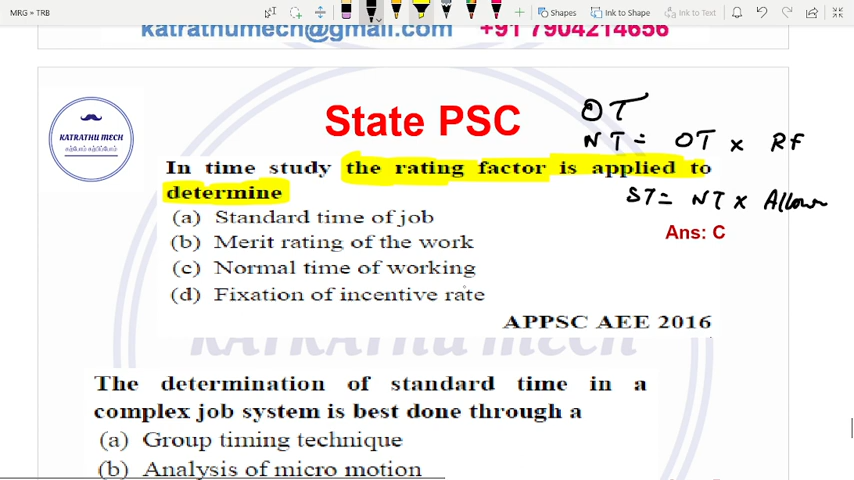 MRG » TRB
Shapes
Ink to Shape
Ink to Text
katrathumech@gmail.com +91 7904214656
KATRATHU MECH
கற்போம் கற்பிப்போம்
State PSC
OT
NT = OT x RF
In time study the rating factor is applied to
determine
ST = NT x Allow
(a) Standard time of job
Ans: C
(b) Merit rating of the work
(c) Normal time of working
(d) Fixation of incentive rate
APPSC AEE 2016
KATRATHU MECH
The determination of standard time in a
complex job system is best done through a
(a) Group timing technique
(b) Analysis of micro motion